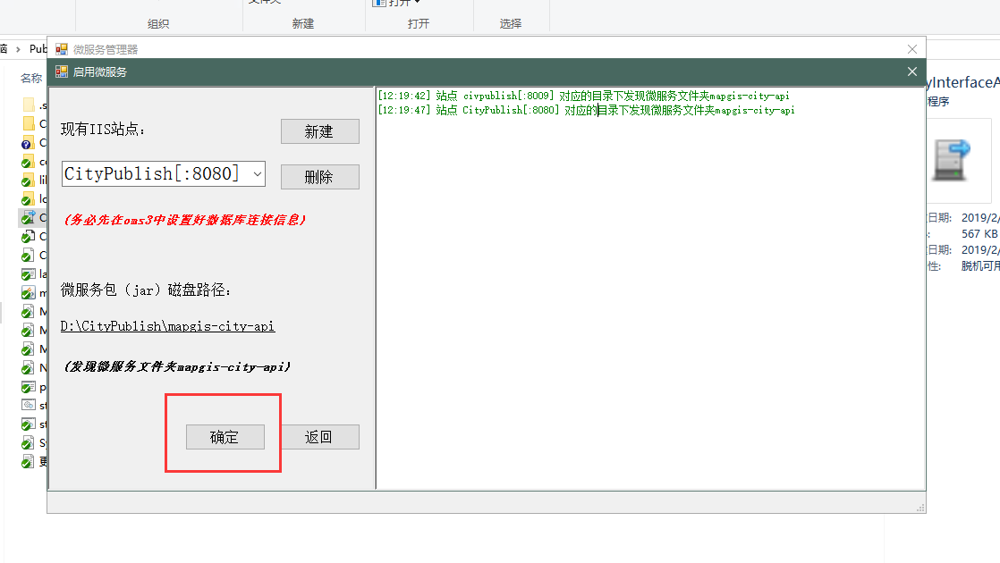 打开
组织
新建
打开
选择
Pub
微服务管理器
启用微服务
名称
现有IIS站点：
新建
CityPublish[:8080]
删除
(务必先在oms3中设置好数据库连接信息)
微服务包（jar）磁盘路径：
D:\CityPublish\mapgis-city-api
(发现微服务文件夹mapgis-city-api)
确定
返回
[12:19:42] 站点 civpublish[:8009] 对应的目录下发现微服务文件夹mapgis-city-api
[12:19:47] 站点 CityPublish[:8080] 对应的目录下发现微服务文件夹mapgis-city-api
yInterfaceA
程序
日期: 2019/2/
567 KB
日期: 2019/2/
性: 脱机可用